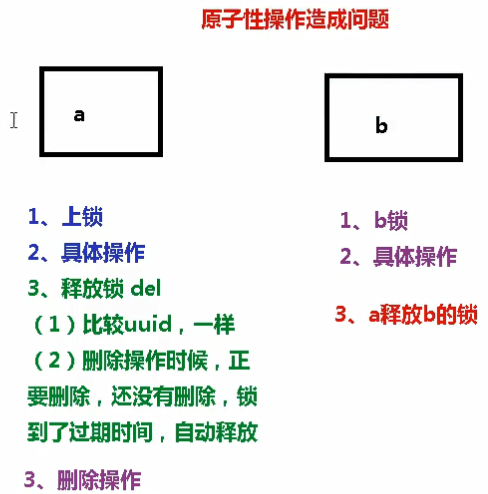 原子性操作造成问题
a
b
1、上锁
2、具体操作
3、释放锁 del
（1）比较uuid，一样
（2）删除操作时候，正
要删除，还没有删除，锁
到了过期时间，自动释放
3、删除操作
1、b锁
2、具体操作
3、a释放b的锁